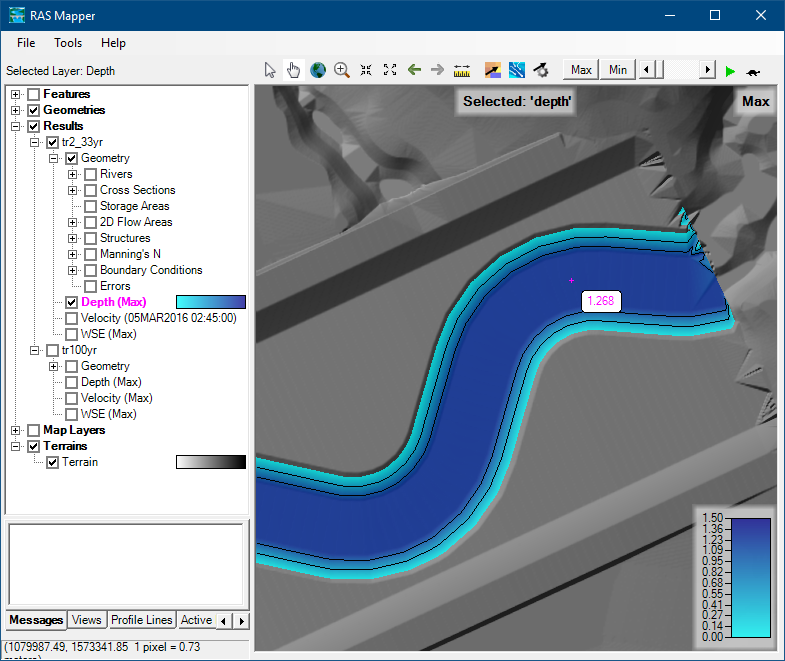 RAS Mapper
File Tools Help
Selected Layer: Depth
Max Min
Features
Geometries
Results
tr2_33yr
Geometry
Rivers
Cross Sections
Storage Areas
2D Flow Areas
Structures
Manning's N
Boundary Conditions
Errors
Depth (Max)
Velocity (05MAR2016 02:45:00)
WSE (Max)
tr100yr
Geometry
Depth (Max)
Velocity (Max)
WSE (Max)
Map Layers
Terrains
Terrain
Messages Views Profile Lines Active
(1079987.49, 1573341.85 1 pixel = 0.73
Selected: 'depth'
Max
1.268
1.50
1.36
1.23
1.09
0.95
0.82
0.68
0.55
0.41
0.27
0.14
0.00